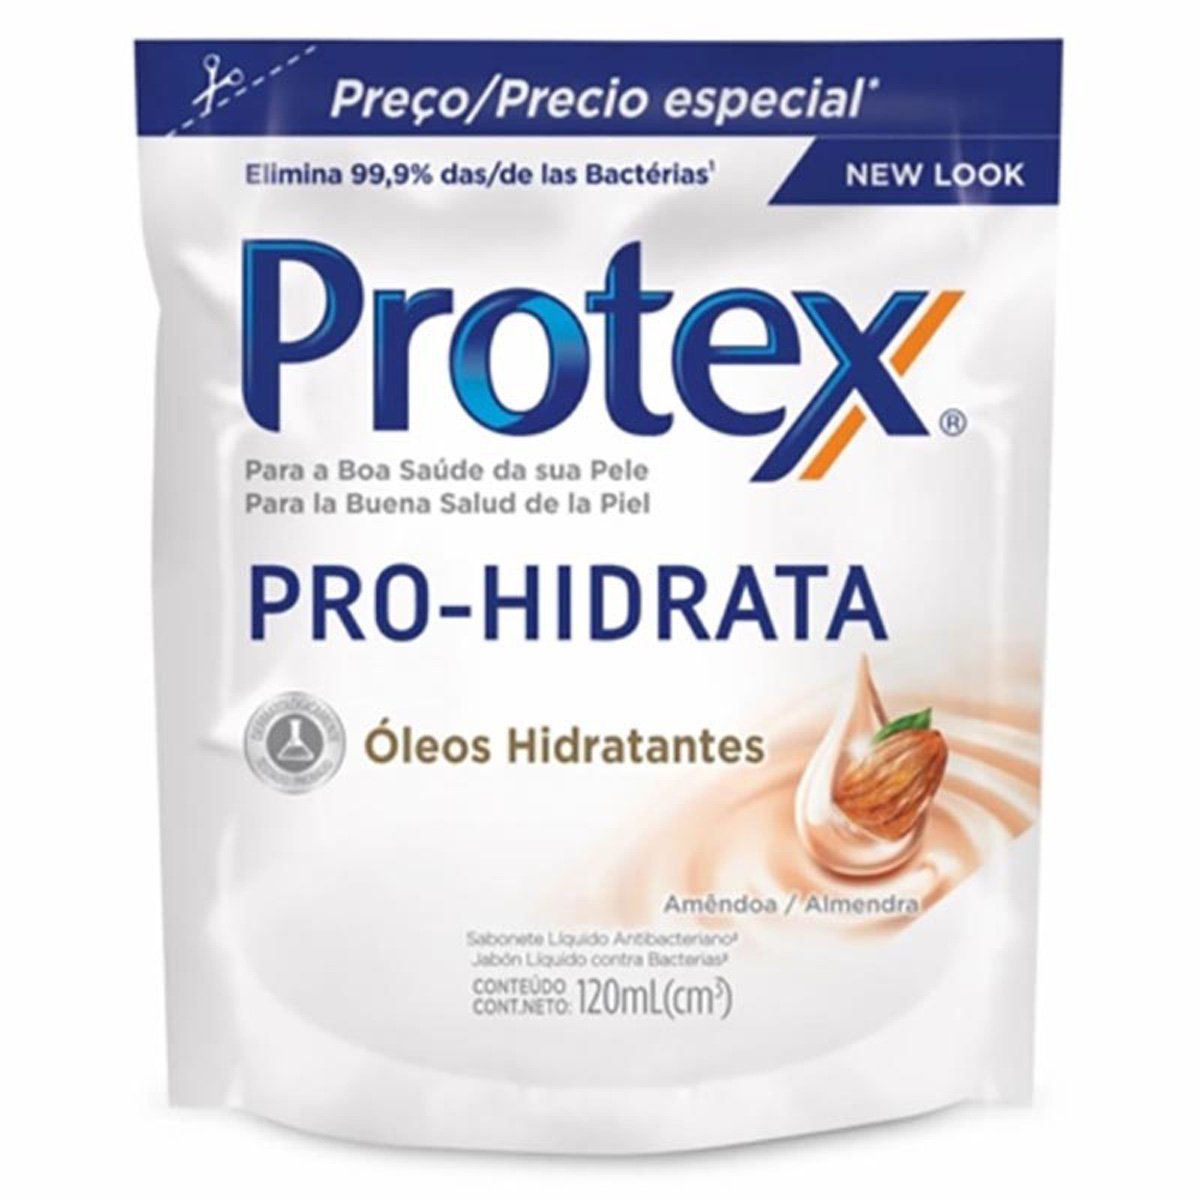 Preço/Precio especial*
Elimina 99,9% das/de las Bactérias¹
NEW LOOK
Protex®
Para a Boa Saúde da sua Pele
Para la Buena Salud de la Piel
PRO-HIDRATA
Óleos Hidratantes
Amêndoa / Almendra
Sabonete Líquido Antibacteriano²
Jabón Líquido contra Bacterias²
CONTEÚDO
CONT.NETO: 120mL(cm³)